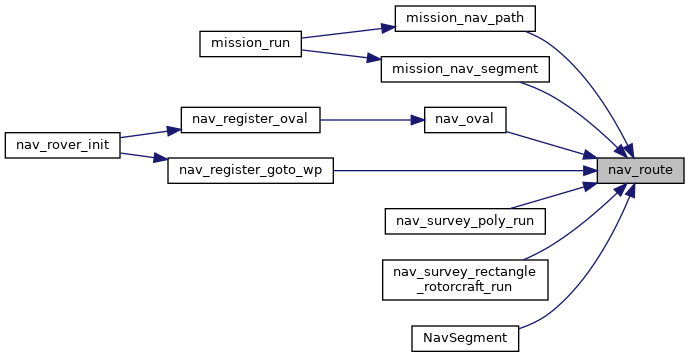 mission_nav_path
mission_run
mission_nav_segment
nav_register_oval
nav_oval
nav_rover_init
nav_register_goto_wp
nav_route
nav_survey_poly_run
nav_survey_rectangle
_rotorcraft_run
NavSegment